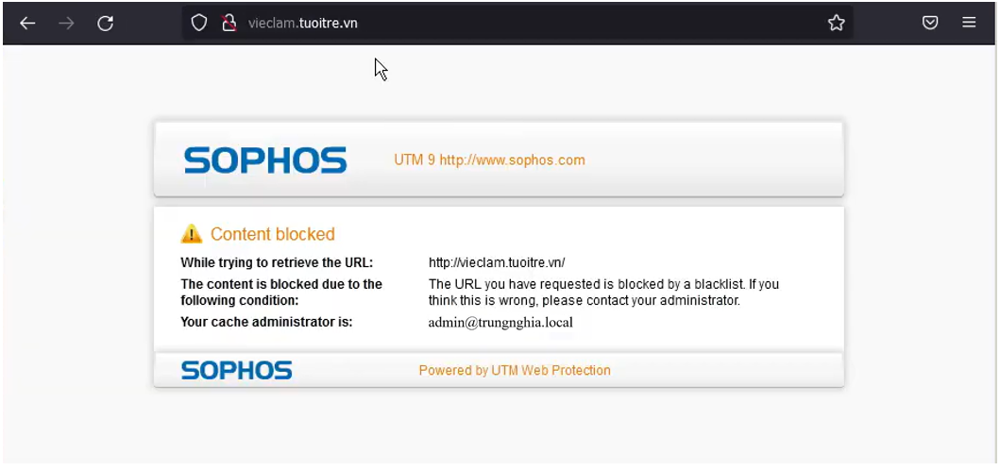 vieclam.tuoitre.vn
SOPHOS UTM 9 http://www.sophos.com
Content blocked
While trying to retrieve the URL: http://vieclam.tuoitre.vn/
The content is blocked due to the following condition: The URL you have requested is blocked by a blacklist. If you
think this is wrong, please contact your administrator.
Your cache administrator is: admin@trungnghia.local
SOPHOS Powered by UTM Web Protection